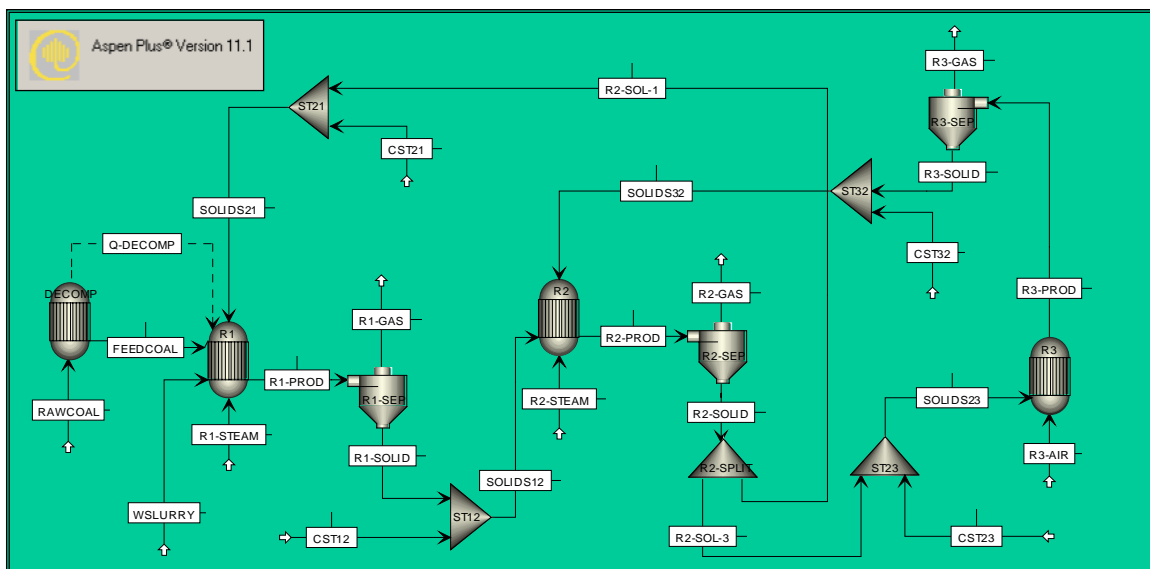 Aspen Plus® Version 11.1
R3-GAS
R2-SOL-1
ST21
R3-SEP
CST21
R3-SOLID
SOLIDS32
ST32
SOLIDS21
Q-DECOMP
CST32
DECOMP
R2
R2-GAS
R3-PROD
R1-GAS
R1
R2-PROD
FEEDCOAL
R2-SEP
R3
R1-PROD
R1-SEP
RAWCOAL
R2-STEAM
SOLIDS23
R2-SOLID
R1-STEAM
R1-SOLID
R3-AIR
R2-SPLIT
ST23
SOLIDS12
WSLURRY
ST12
CST12
R2-SOL-3
CST23